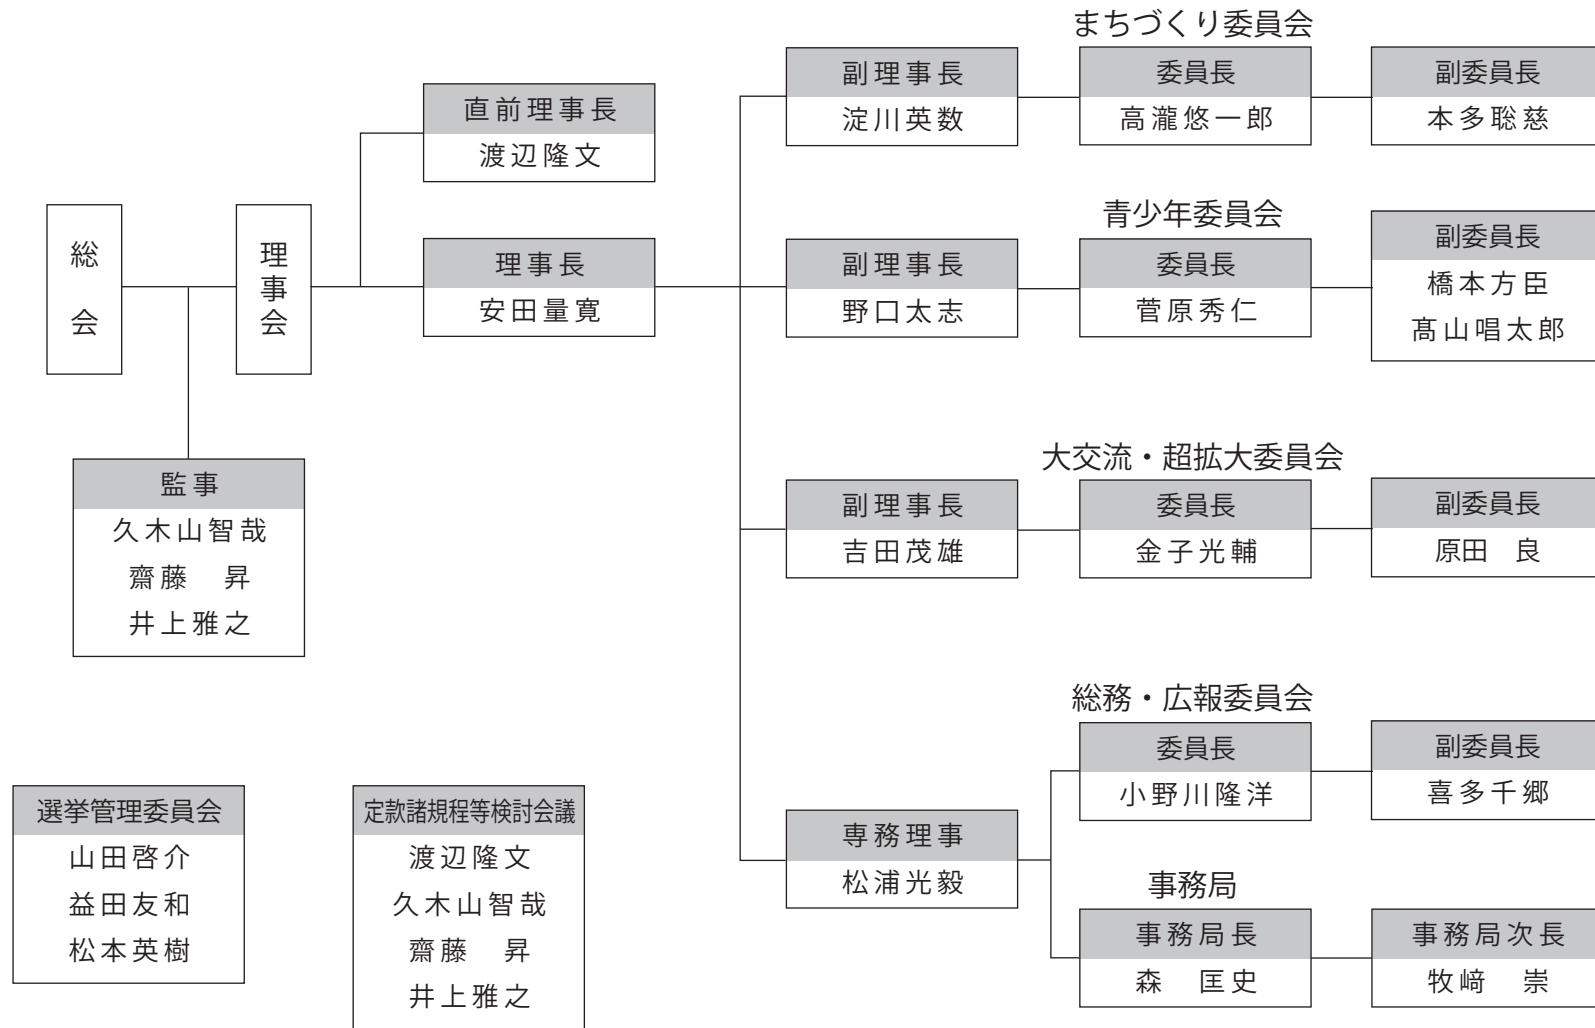 総会
理事会
直前理事長
渡辺隆文
理事長
安田量寛
監事
久木山智哉
齋藤　昇
井上雅之
まちづくり委員会
副理事長
淀川英数
委員長
高瀧悠一郎
副委員長
本多聡慈
青少年委員会
副理事長
野口太志
委員長
菅原秀仁
副委員長
橋本方臣
髙山唱太郎
大交流・超拡大委員会
副理事長
吉田茂雄
委員長
金子光輔
副委員長
原田　良
専務理事
松浦光毅
総務・広報委員会
委員長
小野川隆洋
副委員長
喜多千郷
事務局
事務局長
森　匡史
事務局次長
牧﨑　崇
選挙管理委員会
山田啓介
益田友和
松本英樹
定款諸規程等検討会議
渡辺隆文
久木山智哉
齋藤　昇
井上雅之